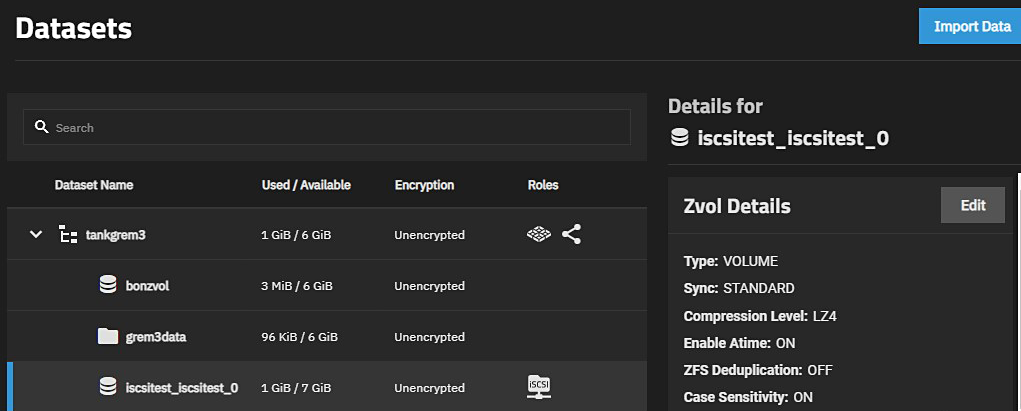 Datasets
Import Data
Search
Dataset Name Used / Available Encryption Roles
tankgrem3 1 GiB / 6 GiB Unencrypted
bonzvol 3 MiB / 6 GiB Unencrypted
grem3data 96 KiB / 6 GiB Unencrypted
iscsitest_iscsitest_0 1 GiB / 7 GiB Unencrypted iSCSI
Details for
iscsitest_iscsitest_0
Zvol Details Edit
Type: VOLUME
Sync: STANDARD
Compression Level: LZ4
Enable Atime: ON
ZFS Deduplication: OFF
Case Sensitivity: ON